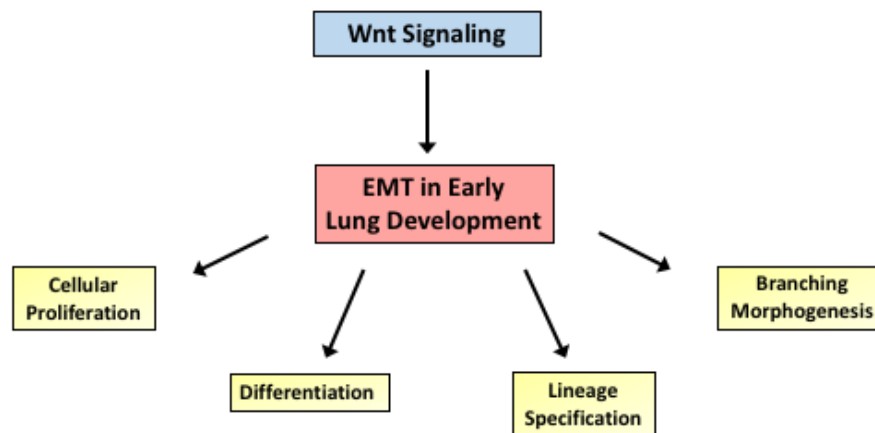 Wnt Signaling
EMT in Early
Lung Development
Cellular
Proliferation
Branching
Morphogenesis
Differentiation
Lineage
Specification